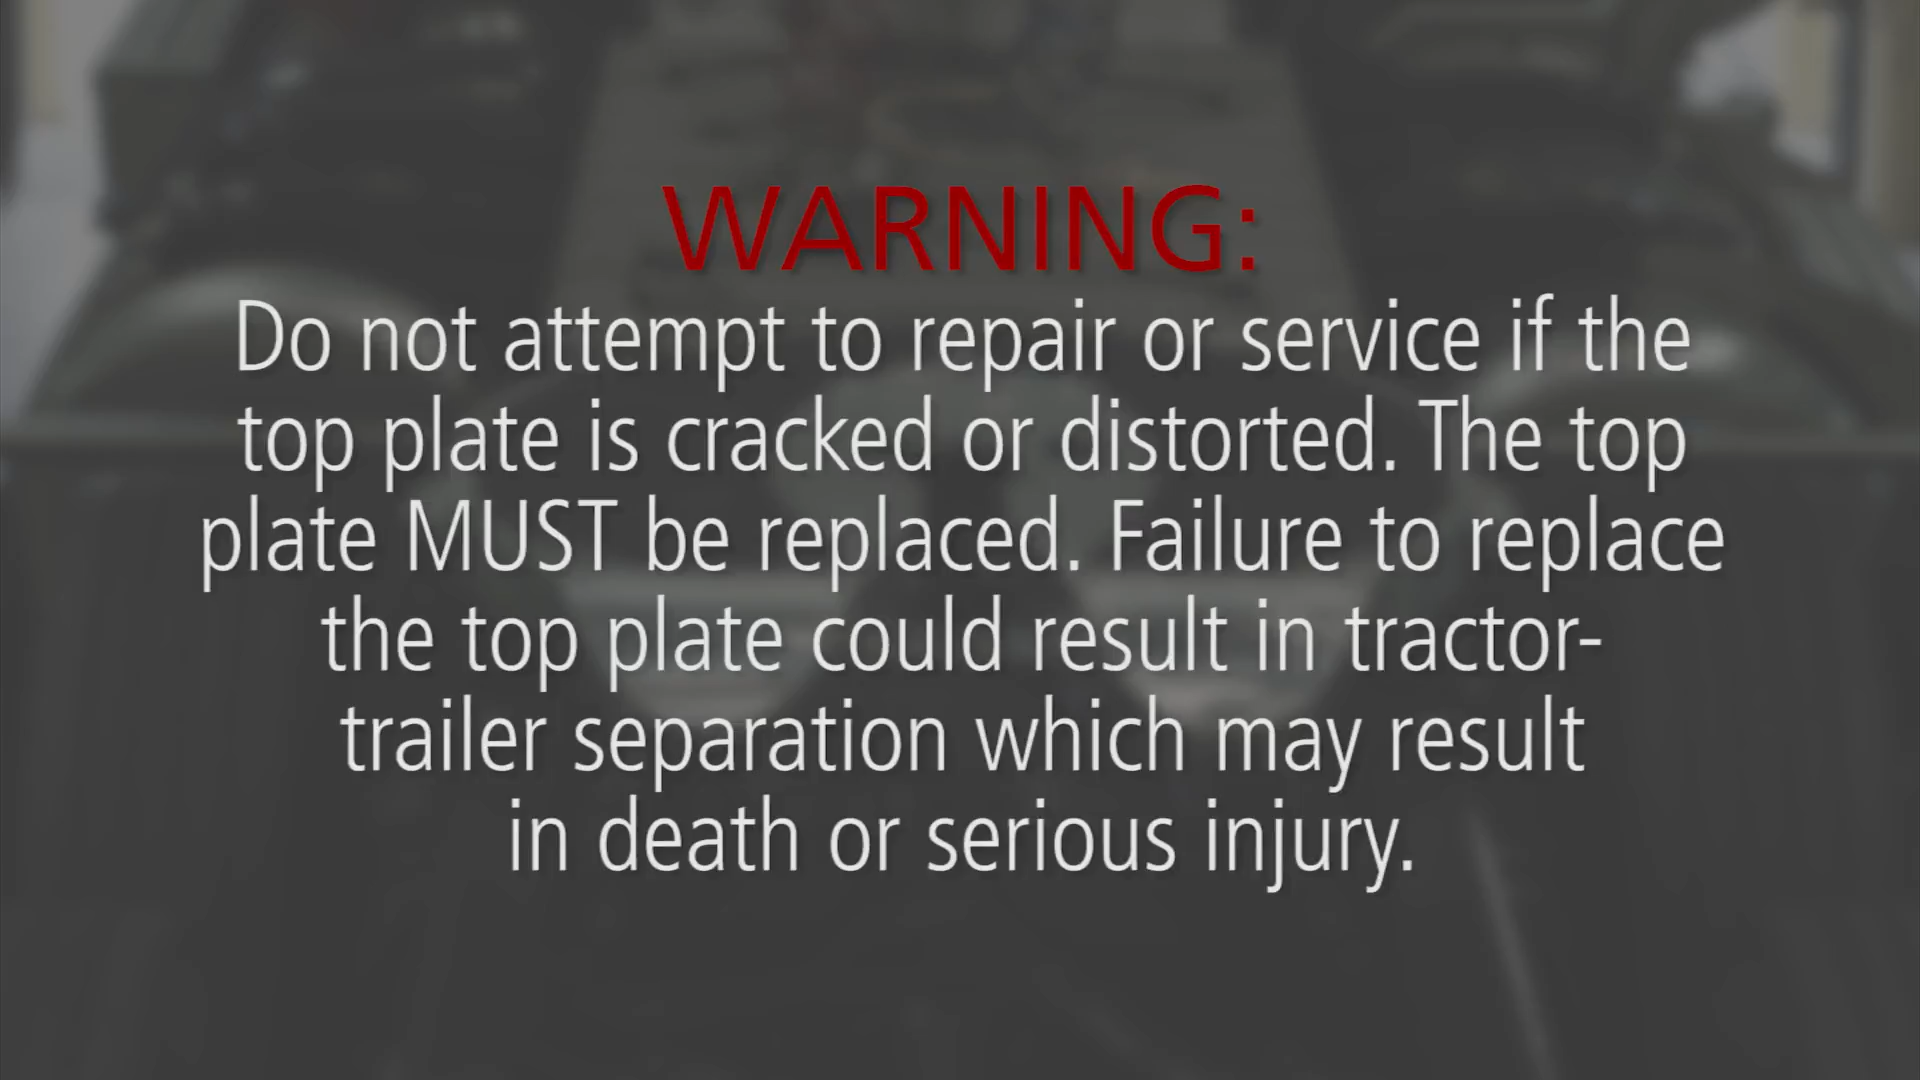 WARNING:
Do not attempt to repair or service if the
top plate is cracked or distorted. The top
plate MUST be replaced. Failure to replace
the top plate could result in tractor-
trailer separation which may result
in death or serious injury.